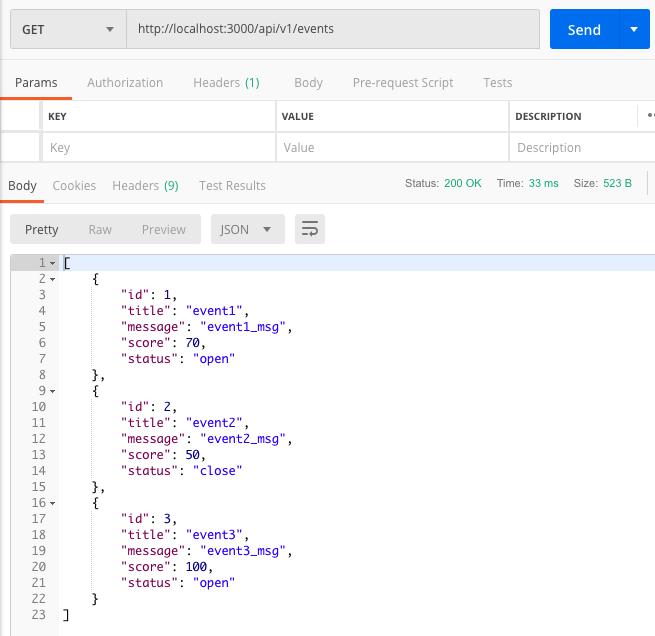 GET http://localhost:3000/api/v1/events Send
Params Authorization Headers (1) Body Pre-request Script Tests
KEY VALUE DESCRIPTION
Key Value Description
Body Cookies Headers (9) Test Results Status: 200 OK Time: 33 ms Size: 523 B
Pretty Raw Preview JSON
1 [
2 {
3 "id": 1,
4 "title": "event1",
5 "message": "event1_msg",
6 "score": 70,
7 "status": "open"
8 },
9 {
10 "id": 2,
11 "title": "event2",
12 "message": "event2_msg",
13 "score": 50,
14 "status": "close"
15 },
16 {
17 "id": 3,
18 "title": "event3",
19 "message": "event3_msg",
20 "score": 100,
21 "status": "open"
22 }
23 ]